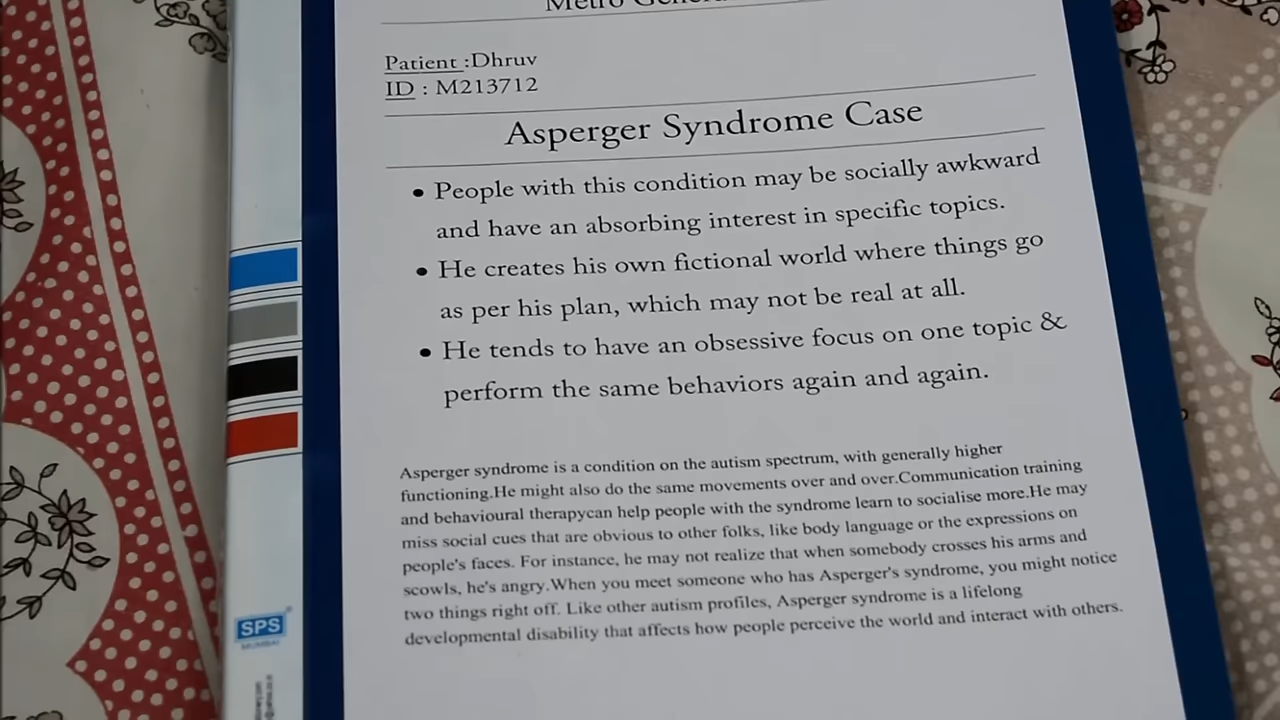 Metro
Patient :Dhruv
ID : M213712
Asperger Syndrome Case
• People with this condition may be socially awkward
and have an absorbing interest in specific topics.
• He creates his own fictional world where things go
as per his plan, which may not be real at all.
• He tends to have an obsessive focus on one topic &
perform the same behaviors again and again.
Asperger syndrome is a condition on the autism spectrum, with generally higher
functioning.He might also do the same movements over and over.Communication training
and behavioural therapycan help people with the syndrome learn to socialise more.He may
miss social cues that are obvious to other folks, like body language or the expressions on
people's faces. For instance, he may not realize that when somebody crosses his arms and
scowls, he's angry.When you meet someone who has Asperger's syndrome, you might notice
two things right off. Like other autism profiles, Asperger syndrome is a lifelong
developmental disability that affects how people perceive the world and interact with others.
SPS
MUMBAI